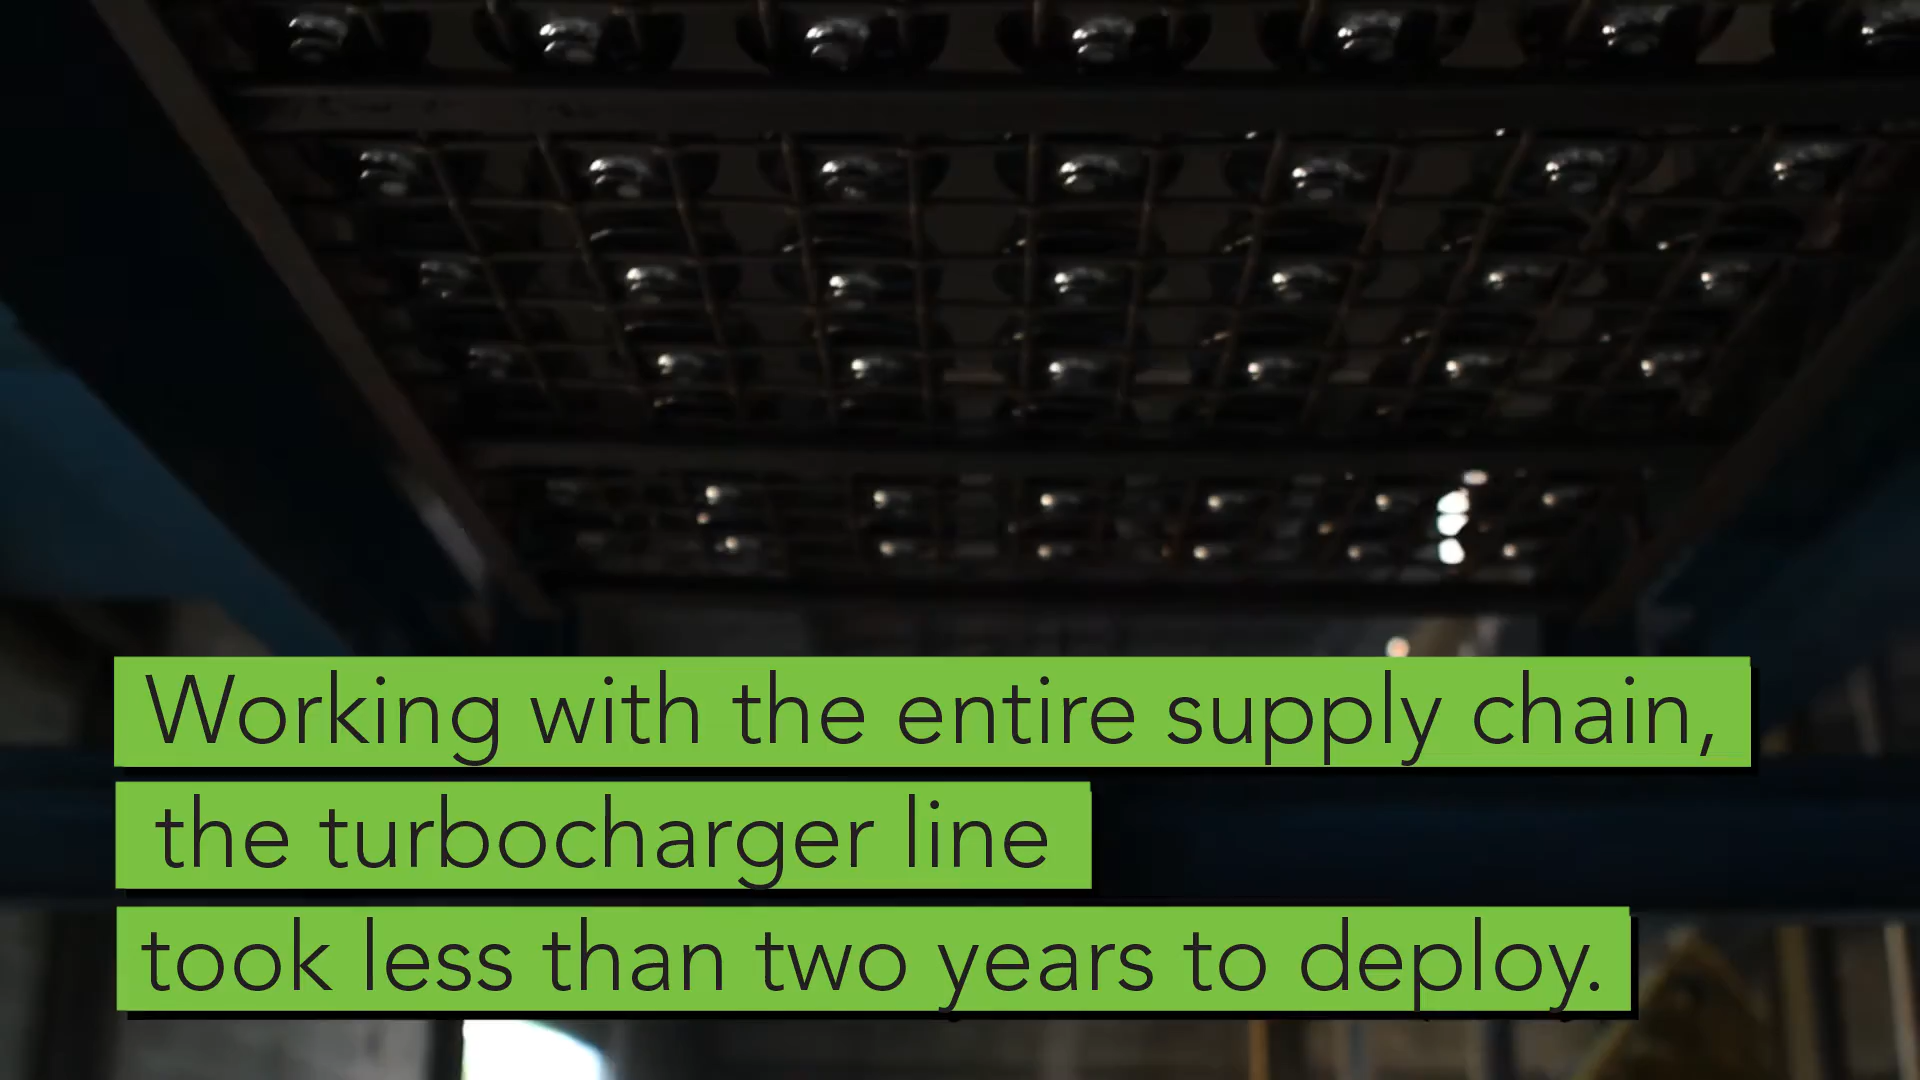 Working with the entire supply chain,
the turbocharger line
took less than two years to deploy.